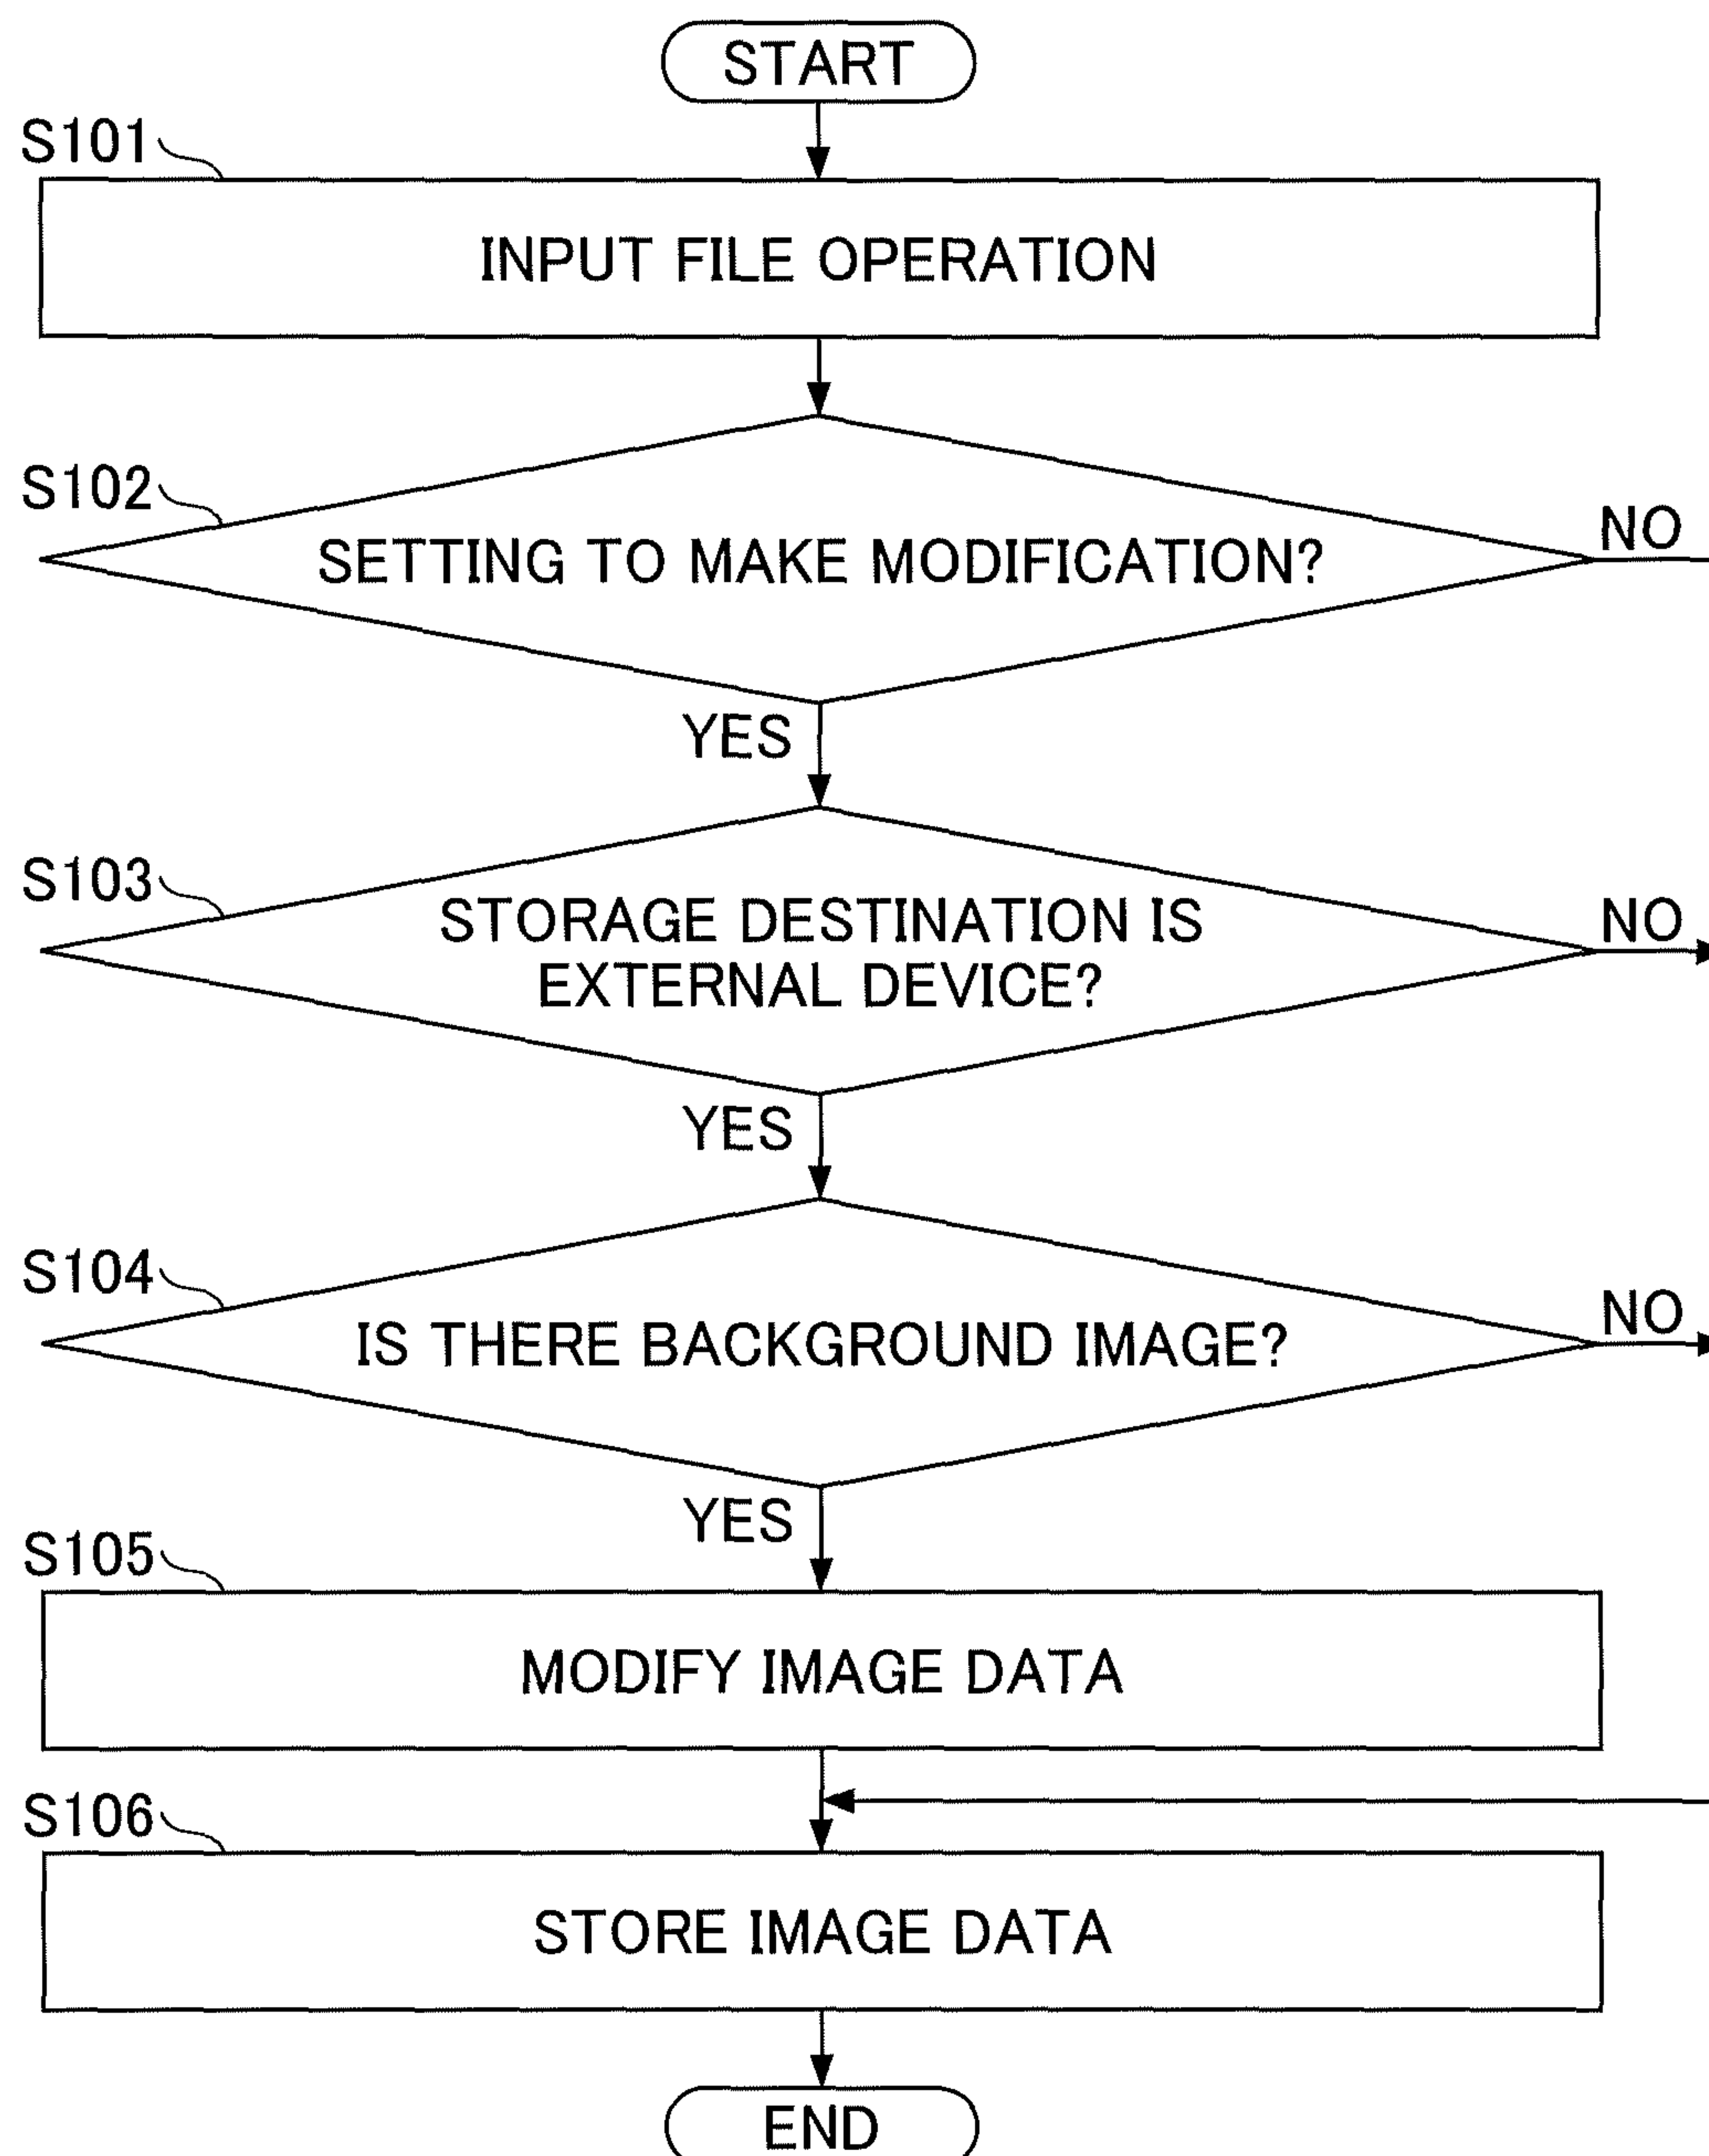 START
S101
INPUT FILE OPERATION
S102
SETTING TO MAKE MODIFICATION?
NO
YES
S103
STORAGE DESTINATION IS
EXTERNAL DEVICE?
NO
YES
S104
IS THERE BACKGROUND IMAGE?
NO
YES
S105
MODIFY IMAGE DATA
S106
STORE IMAGE DATA
END